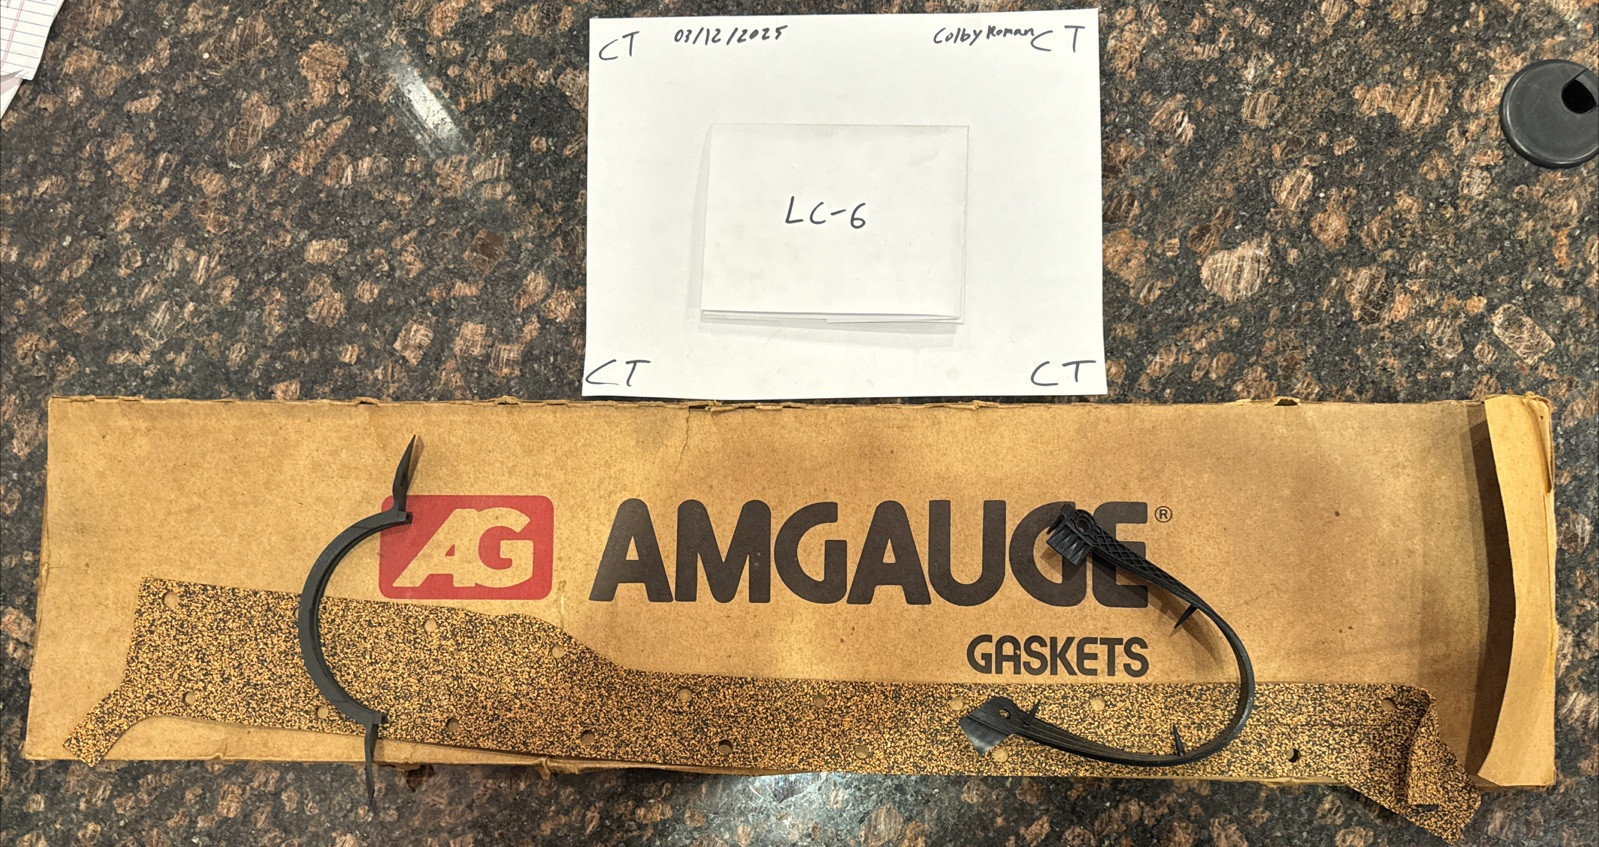 CT 03/12/2025 Colby Roman CT
LC-6
CT CT
AG AMGAUGE®
GASKETS